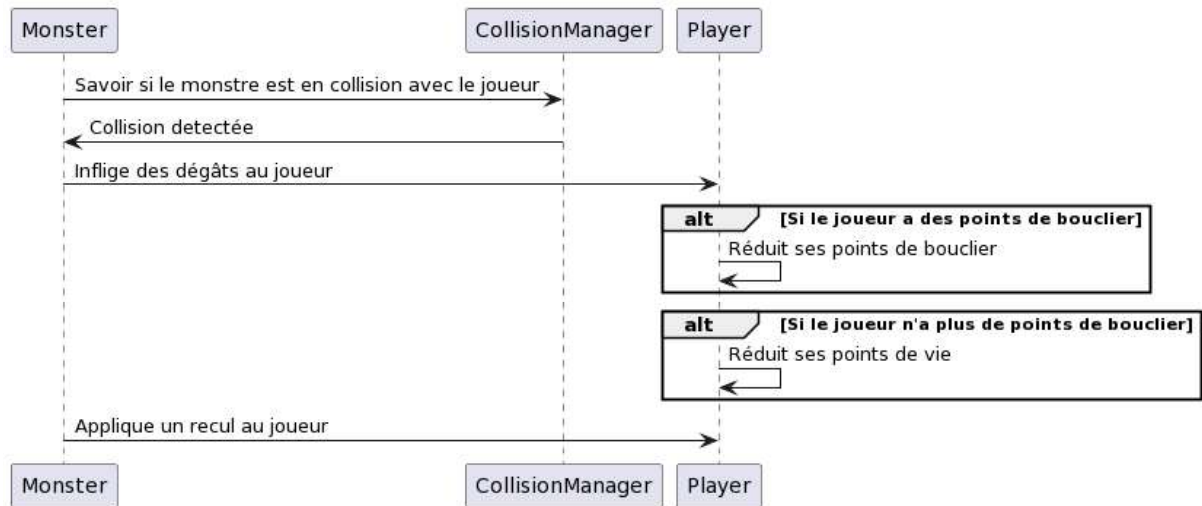 Monster CollisionManager Player
Savoir si le monstre est en collision avec le joueur
Collision detectée
Inflige des dégâts au joueur
alt [Si le joueur a des points de bouclier]
Réduit ses points de bouclier
alt [Si le joueur n'a plus de points de bouclier]
Réduit ses points de vie
Applique un recul au joueur
Monster CollisionManager Player